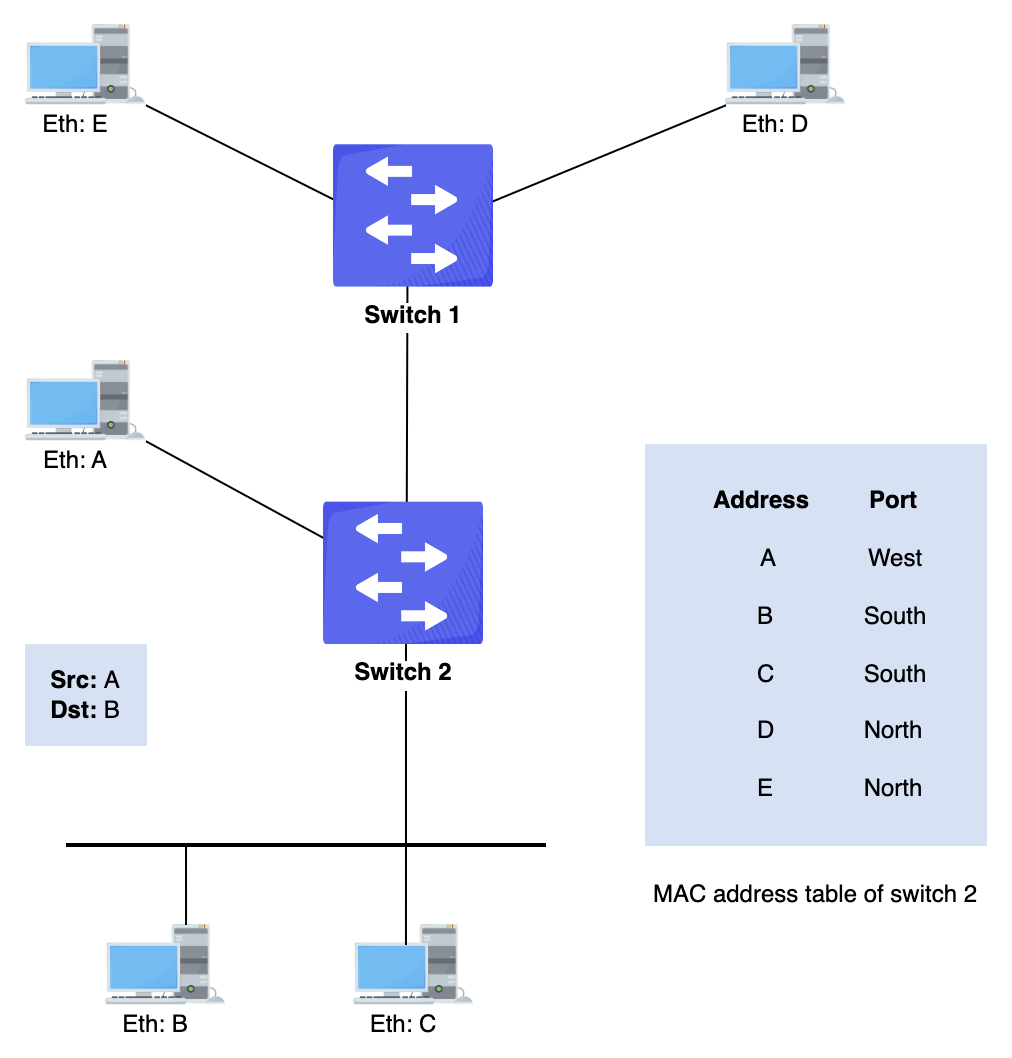 Eth: E
Eth: D
Switch 1
Eth: A
Switch 2
Src: A
Dst: B
Address Port
A West
B South
C South
D North
E North
MAC address table of switch 2
Eth: B
Eth: C